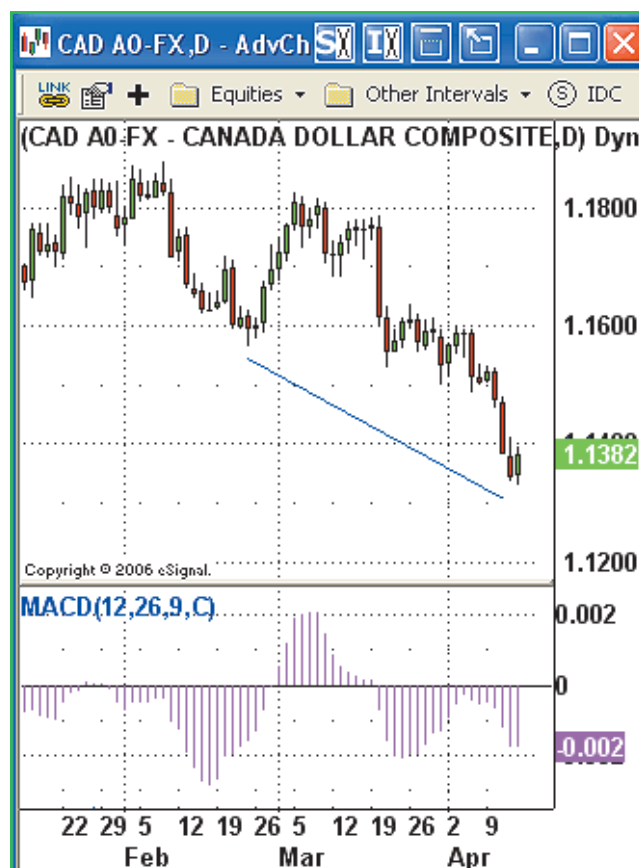 CAD A0-FX,D - AdvCh
LINK Equities Other Intervals S IDC
(CAD A0-FX - CANADA DOLLAR COMPOSITE,D) Dyn
1.1800
1.1600
1.1382
1.1200
Copyright © 2006 eSignal.
MACD(12,26,9,C)
0.002
0
-0.002
22 29 5 12 19 26 5 12 19 26 2 9
Feb Mar Apr